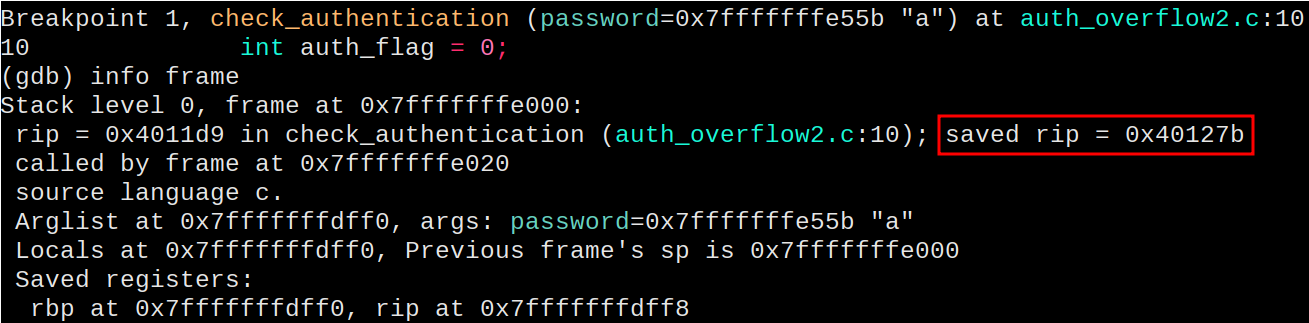 Breakpoint 1, check_authentication (password=0x7fffffffe55b "a") at auth_overflow2.c:10
10              int auth_flag = 0;
(gdb) info frame
Stack level 0, frame at 0x7fffffffe000:
 rip = 0x4011d9 in check_authentication (auth_overflow2.c:10); saved rip = 0x40127b
 called by frame at 0x7fffffffe020
 source language c.
 Arglist at 0x7fffffffdff0, args: password=0x7fffffffe55b "a"
 Locals at 0x7fffffffdff0, Previous frame's sp is 0x7fffffffe000
 Saved registers:
  rbp at 0x7fffffffdff0, rip at 0x7fffffffdff8